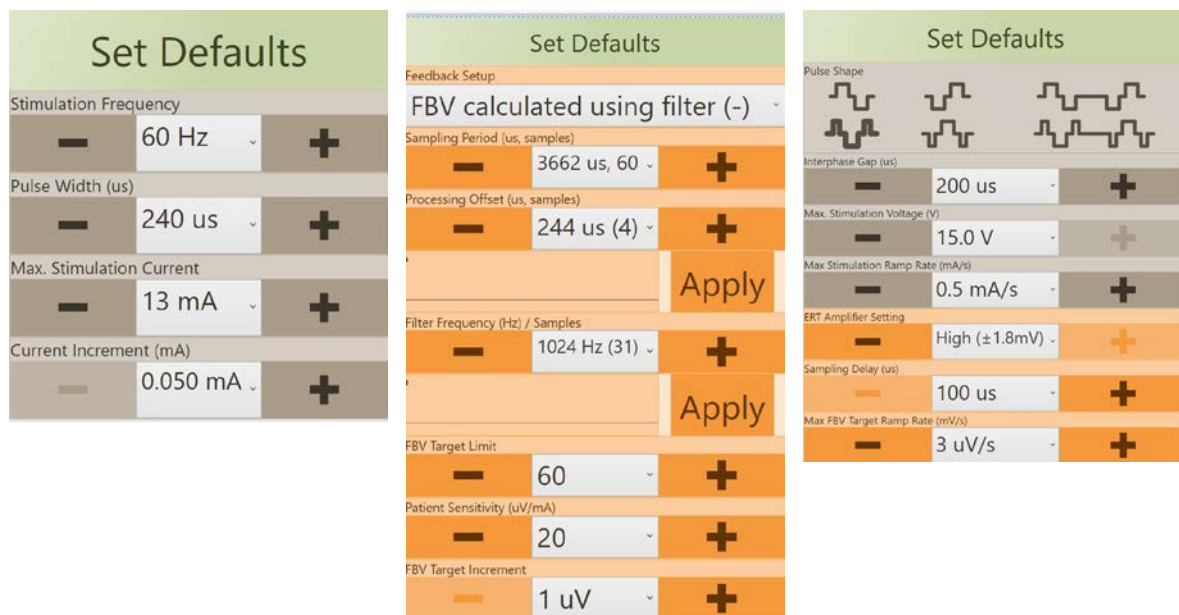 Set Defaults
Stimulation Frequency
60 Hz
Pulse Width (us)
240 us
Max. Stimulation Current
13 mA
Current Increment (mA)
0.050 mA
Set Defaults
Feedback Setup
FBV calculated using filter (-)
Sampling Period (us, samples)
3662 us, 60
Processing Offset (us, samples)
244 us (4)
Apply
Filter Frequency (Hz) / Samples
1024 Hz (31)
Apply
FBV Target Limit
60
Patient Sensitivity (uV/mA)
20
FBV Target Increment
1 uV
Set Defaults
Pulse Shape
Interphase Gap (us)
200 us
Max. Stimulation Voltage (V)
15.0 V
Max Stimulation Ramp Rate (mA/s)
0.5 mA/s
ERT Amplifier Setting
High (±1.8mV)
Sampling Delay (us)
100 us
Max FBV Target Ramp Rate (mV/s)
3 uV/s